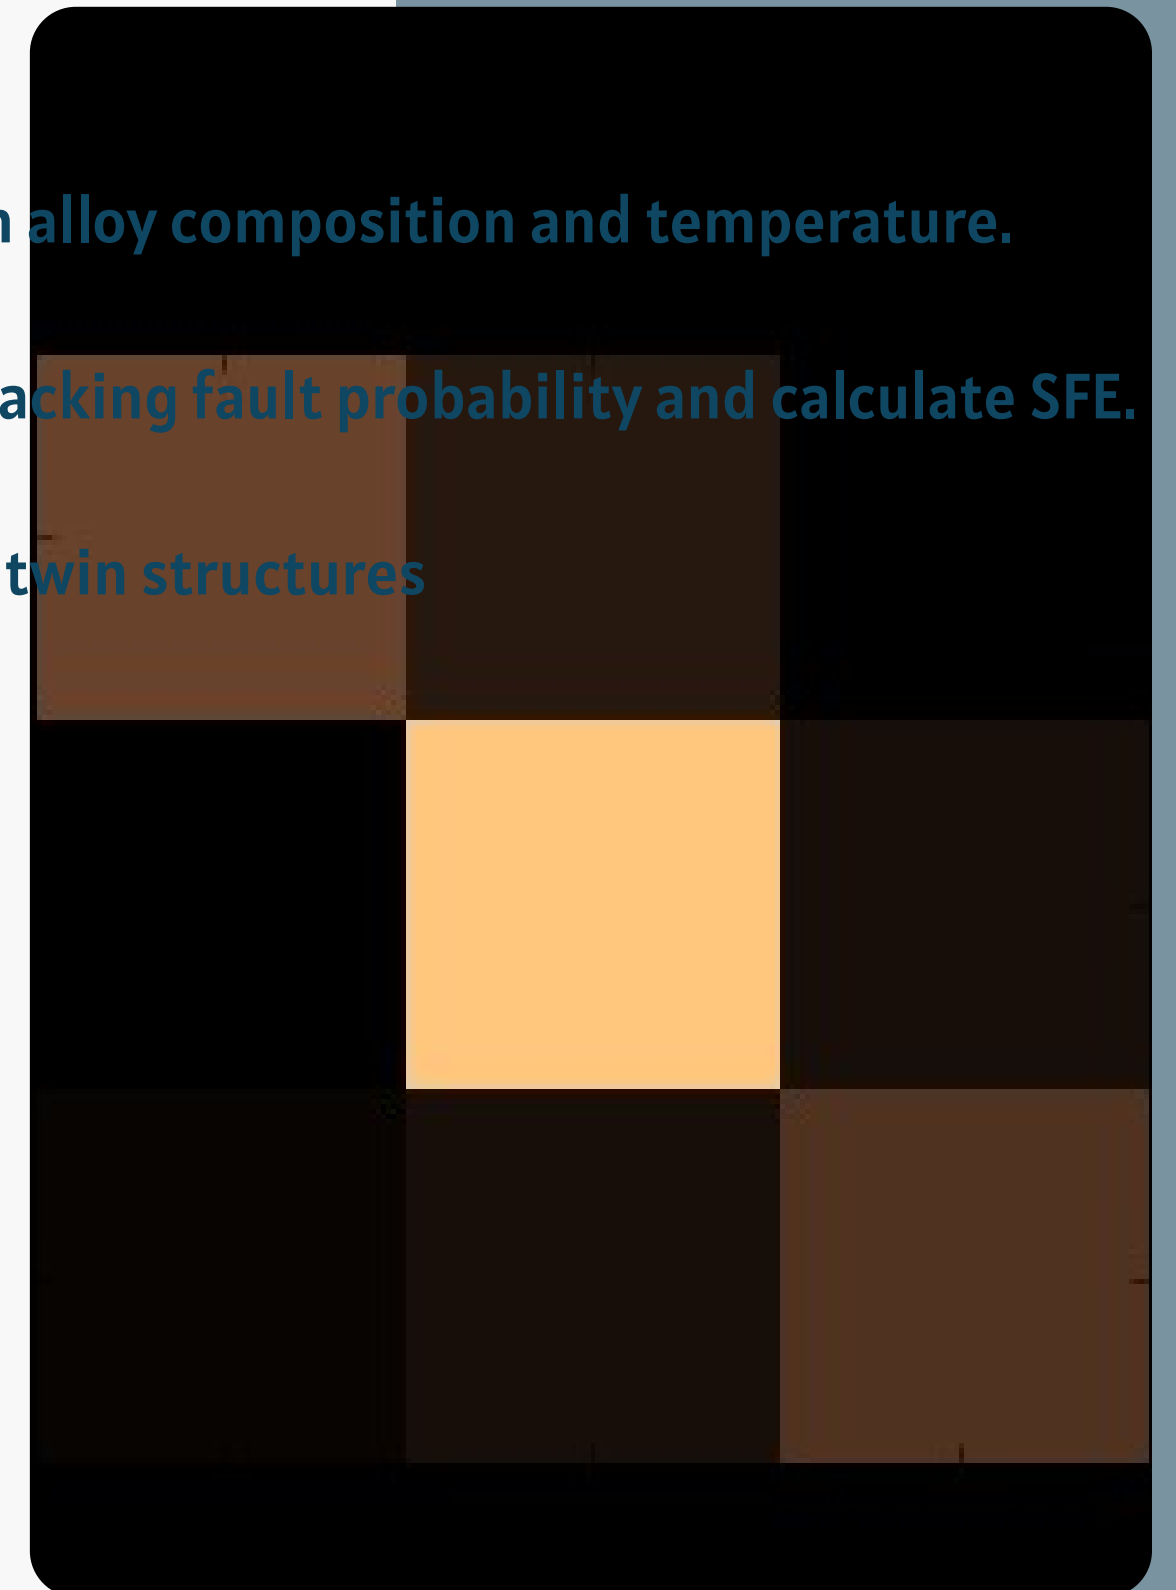 alloy composition and temperature.
acking fault probability and calculate SFE.
twin structures